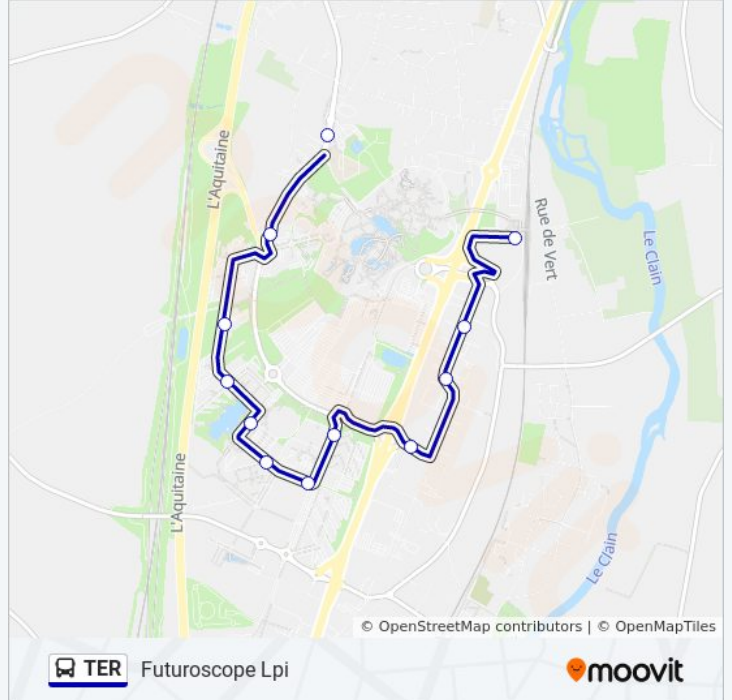 L'Aquitaine
Rue de Vert
Le Clain
L'Aquitaine
Le Clain
© OpenStreetMap contributors | © OpenMapTiles
TER Futuroscope Lpi
moovit